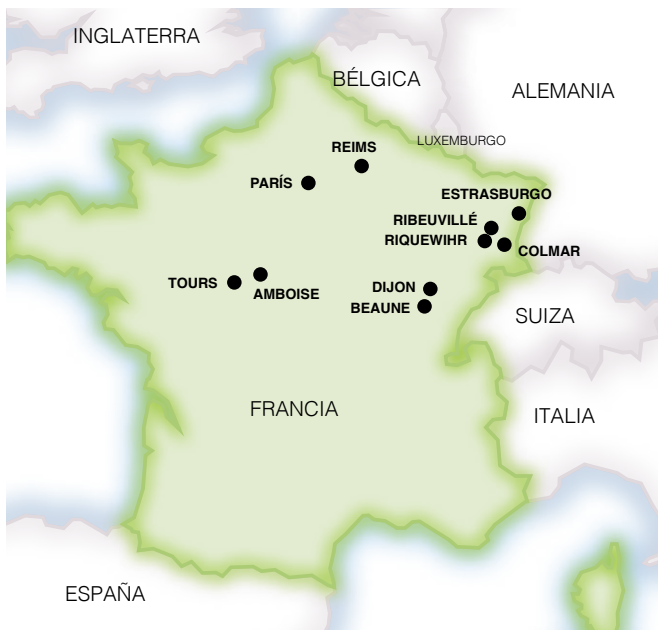 INGLATERRA
BÉLGICA
ALEMANIA
LUXEMBURGO
REIMS
PARÍS
ESTRASBURGO
RIBEUVILLÉ
RIQUEWIHR
COLMAR
TOURS
AMBOISE
DIJON
BEAUNE
SUIZA
FRANCIA
ITALIA
ESPAÑA